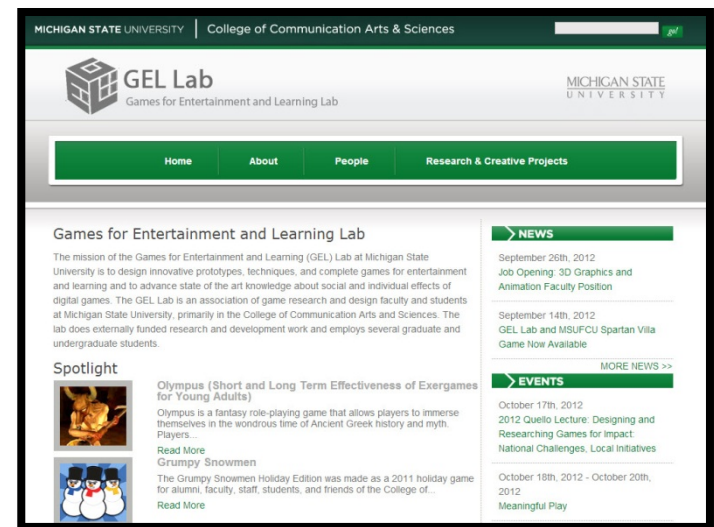 MICHIGAN STATE UNIVERSITY College of Communication Arts & Sciences
go!
GEL Lab
Games for Entertainment and Learning Lab
MICHIGAN STATE
UNIVERSITY
Home About People Research & Creative Projects
Games for Entertainment and Learning Lab
The mission of the Games for Entertainment and Learning (GEL) Lab at Michigan State
University is to design innovative prototypes, techniques, and complete games for entertainment
and learning and to advance state of the art knowledge about social and individual effects of
digital games. The GEL Lab is an association of game research and design faculty and students
at Michigan State University, primarily in the College of Communication Arts and Sciences. The
lab does externally funded research and development work and employs several graduate and
undergraduate students.
Spotlight
Olympus (Short and Long Term Effectiveness of Exergames
for Young Adults)
Olympus is a fantasy role-playing game that allows players to immerse
themselves in the wondrous time of Ancient Greek history and myth.
Players...
Read More
Grumpy Snowmen
The Grumpy Snowmen Holiday Edition was made as a 2011 holiday game
for alumni, faculty, staff, students, and friends of the College of...
Read More
NEWS
September 26th, 2012
Job Opening: 3D Graphics and
Animation Faculty Position
September 14th, 2012
GEL Lab and MSUFCU Spartan Villa
Game Now Available
MORE NEWS >>
EVENTS
October 17th, 2012
2012 Quello Lecture: Designing and
Researching Games for Impact:
National Challenges, Local Initiatives
October 18th, 2012 - October 20th,
2012
Meaningful Play